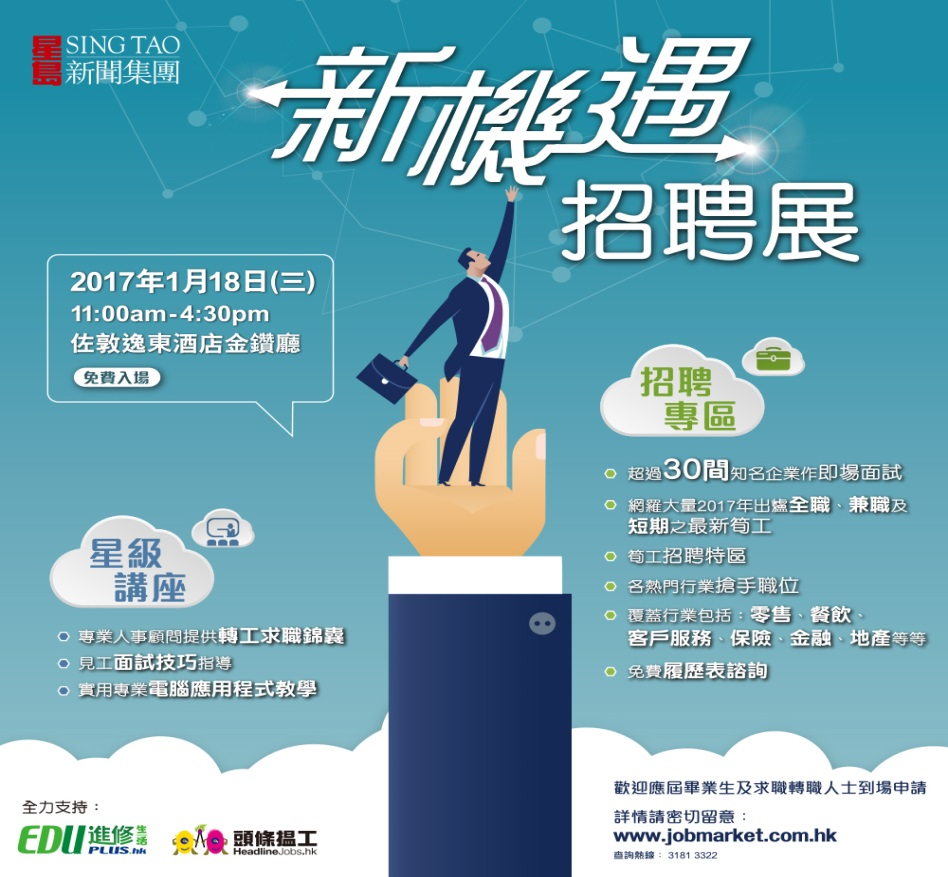 星島
SING TAO
新聞集團
新機遇
招聘展
2017年1月18日(三)
11:00am-4:30pm
佐敦逸東酒店金鑽廳
免費入場
招聘
專區
超過30間知名企業作即場面試
網羅大量2017年出爐全職、兼職及
短期之最新筍工
筍工招聘特區
各熱門行業搶手職位
覆蓋行業包括：零售、餐飲、
客戶服務、保險、金融、地產等等
免費履歷表諮詢
星級
講座
專業人事顧問提供轉工求職錦囊
見工面試技巧指導
實用專業電腦應用程式教學
全力支持：
EDU進修生活
PLUS.hk
頭條搵工
HeadlineJobs.hk
歡迎應屆畢業生及求職轉職人士到場申請
詳情請密切留意：
www.jobmarket.com.hk
查詢熱線： 3181 3322